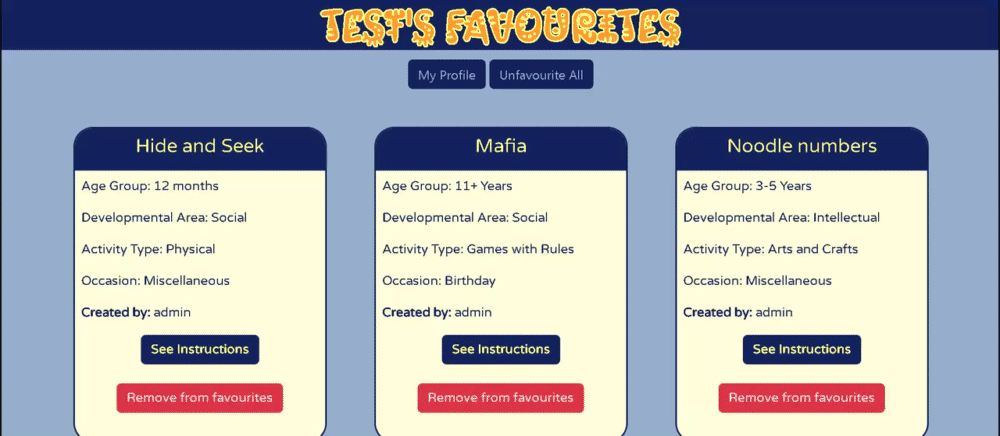 TEST'S FAVOURITES
My Profile
Unfavourite All
Hide and Seek
Age Group: 12 months
Developmental Area: Social
Activity Type: Physical
Occasion: Miscellaneous
Created by: admin
See Instructions
Remove from favourites
Mafia
Age Group: 11+ Years
Developmental Area: Social
Activity Type: Games with Rules
Occasion: Birthday
Created by: admin
See Instructions
Remove from favourites
Noodle numbers
Age Group: 3-5 Years
Developmental Area: Intellectual
Activity Type: Arts and Crafts
Occasion: Miscellaneous
Created by: admin
See Instructions
Remove from favourites